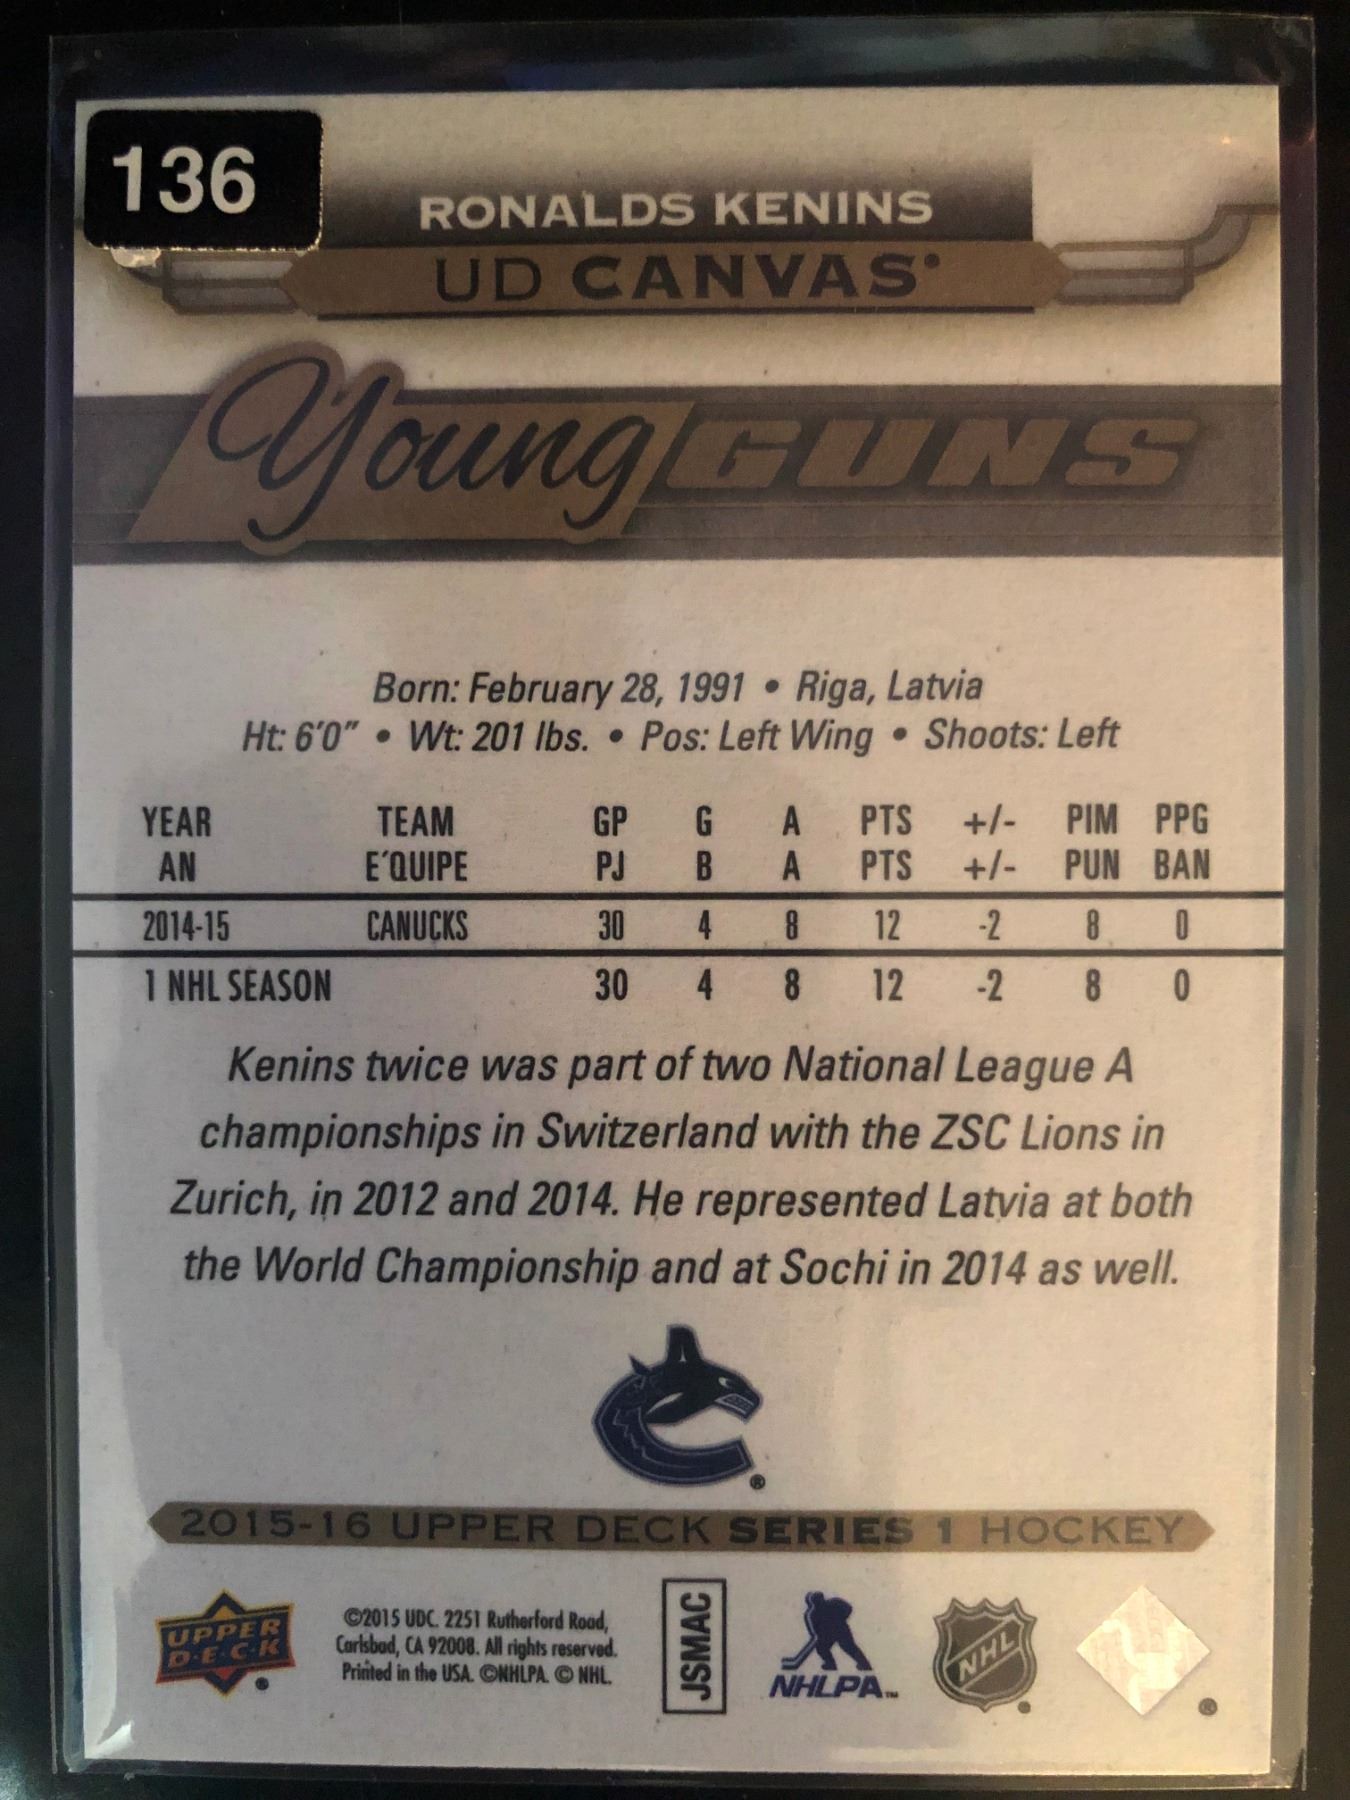 136
RONALDS KENINS
UD CANVAS
Young GUNS
Born: February 28, 1991 • Riga, Latvia
Ht: 6'0" • Wt: 201 lbs. • Pos: Left Wing • Shoots: Left
YEAR TEAM GP G A PTS +/- PIM PPG
AN E´QUIPE PJ B A PTS +/- PUN BAN
2014-15 CANUCKS 30 4 8 12 -2 8 0
1 NHL SEASON 30 4 8 12 -2 8 0
Kenins twice was part of two National League A
championships in Switzerland with the ZSC Lions in
Zurich, in 2012 and 2014. He represented Latvia at both
the World Championship and at Sochi in 2014 as well.
®
2015-16 UPPER DECK SERIES 1 HOCKEY
UPPER
D·E·C·K
©2015 UDC. 2251 Rutherford Road,
Carlsbad, CA 92008. All rights reserved.
Printed in the USA. ©NHLPA. © NHL.
JSMAC
NHLPA™
NHL
®